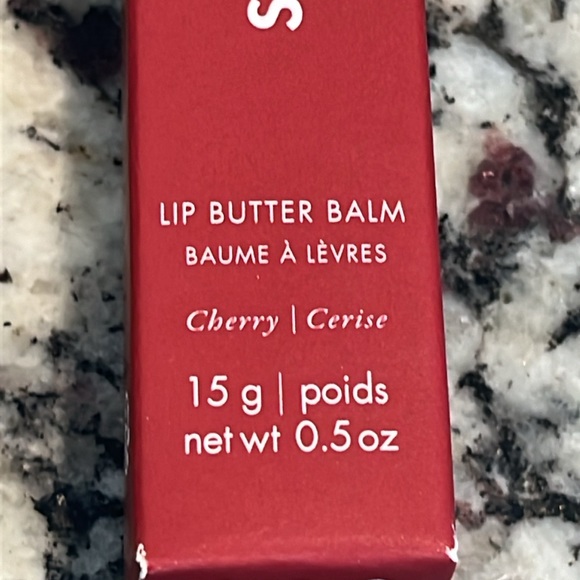 S
LIP BUTTER BALM
BAUME À LÈVRES
Cherry | Cerise
15 g | poids
net wt 0.5 oz